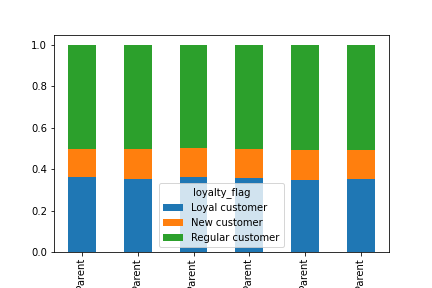 1.0
0.8
0.6
0.4
0.2
0.0
loyalty_flag
Loyal customer
New customer
Regular customer
Parent
Parent
Parent
Parent
Parent
Parent